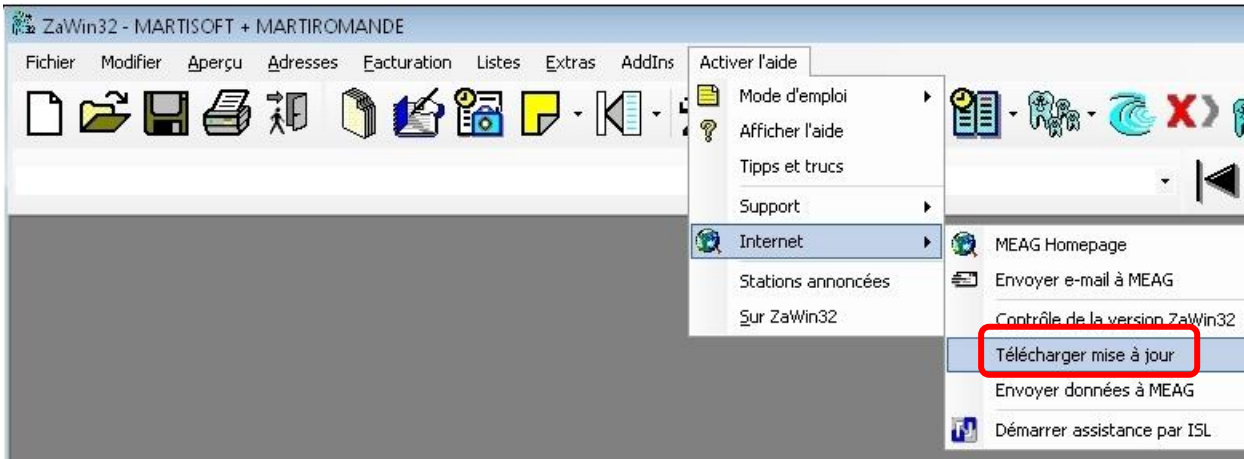 ZaWin32 - MARTISOFT + MARTIROMANDE
Fichier Modifier Aperçu Adresses Facturation Listes Extras AddIns Activer l'aide
Mode d'emploi
Afficher l'aide
Tipps et trucs
Support
Internet
Stations annoncées
Sur ZaWin32
MEAG Homepage
Envoyer e-mail à MEAG
Contrôle de la version ZaWin32
Télécharger mise à jour
Envoyer données à MEAG
Démarrer assistance par ISL